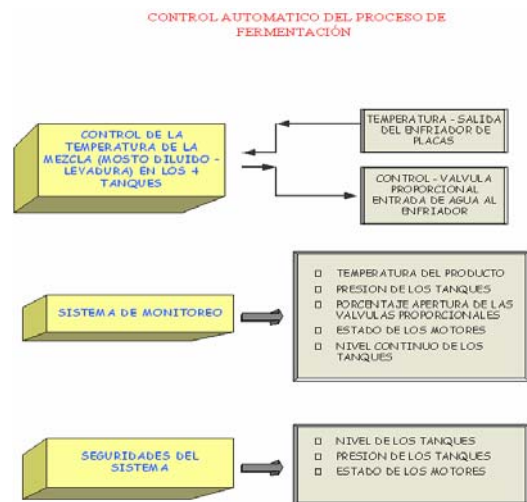 CONTROL AUTOMATICO DEL PROCESO DE
FERMENTACIÓN
CONTROL DE LA
TEMPERATURA DE LA
MEZCLA (MOSTO DILUIDO -
LEVADURA) EN LOS 4
TANQUES
TEMPERATURA - SALIDA
DEL ENFRIADOR DE
PLACAS
CONTROL - VALVULA
PROPORCIONAL
ENTRADA DE AGUA AL
ENFRIADOR
SISTEMA DE MONITOREO
TEMPERATURA DEL PRODUCTO
PRESION DE LOS TANQUES
PORCENTAJE APERTURA DE LAS
VALVULAS PROPORCIONALES
ESTADO DE LOS MOTORES
NIVEL CONTINUO DE LOS
TANQUES
SEGURIDADES DEL
SISTEMA
NIVEL DE LOS TANQUES
PRESION DE LOS TANQUES
ESTADO DE LOS MOTORES